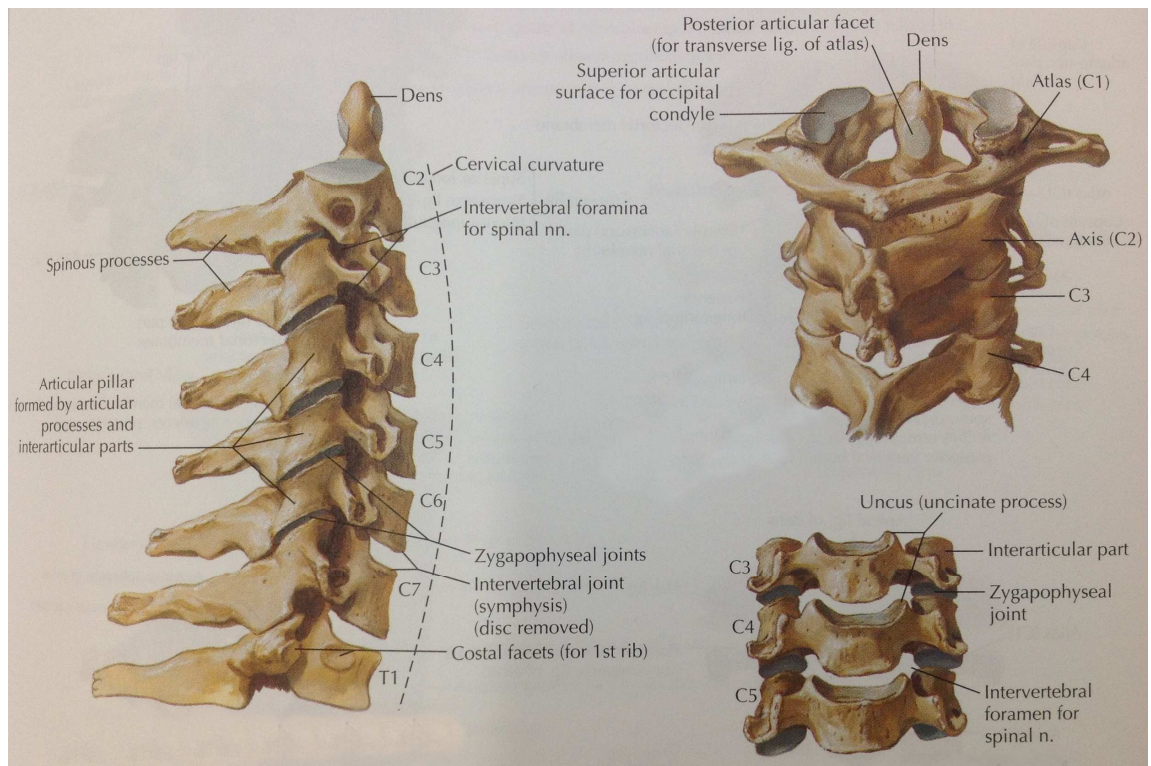 Dens
C2
Cervical curvature
Intervertebral foramina
for spinal nn.
Spinous processes
C3
C4
Articular pillar
formed by articular
processes and
interarticular parts
C5
C6
Zygapophyseal joints
Intervertebral joint
(symphysis)
(disc removed)
C7
Costal facets (for 1st rib)
T1
Posterior articular facet
(for transverse lig. of atlas)
Dens
Superior articular
surface for occipital
condyle
Atlas (C1)
Axis (C2)
C3
C4
Uncus (uncinate process)
C3
Interarticular part
Zygapophyseal
joint
C4
C5
Intervertebral
foramen for
spinal n.